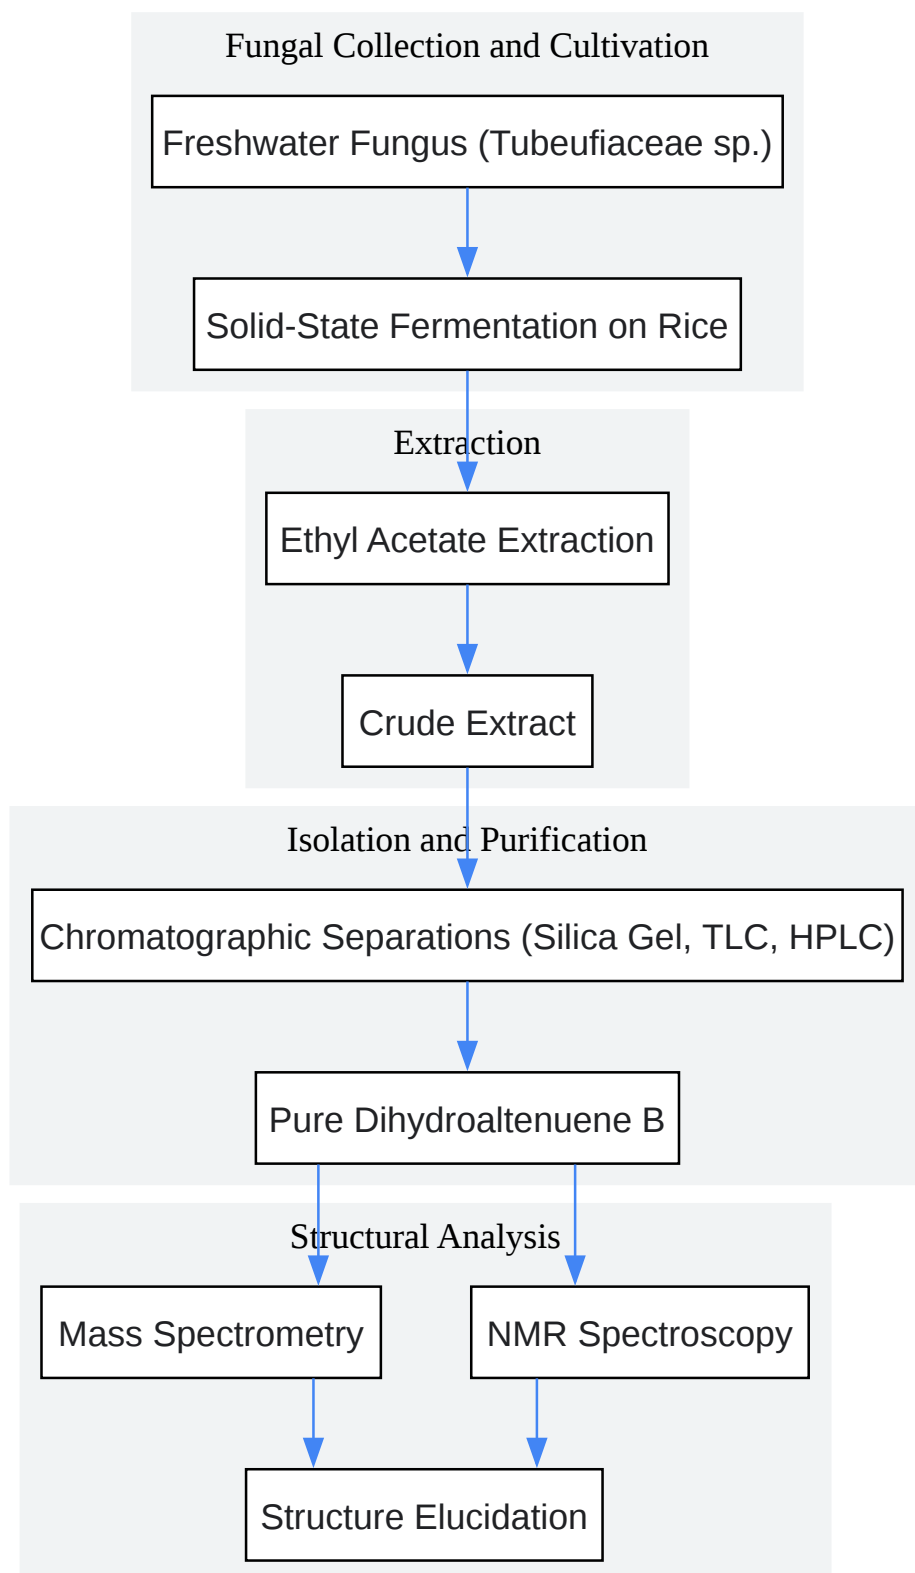 Fungal Collection and Cultivation
Freshwater Fungus (Tubeufiaceae sp.)
Solid-State Fermentation on Rice
Extraction
Ethyl Acetate Extraction
Crude Extract
Isolation and Purification
Chromatographic Separations (Silica Gel, TLC, HPLC)
Pure Dihydroaltenuene B
Structural Analysis
Mass Spectrometry
NMR Spectroscopy
Structure Elucidation